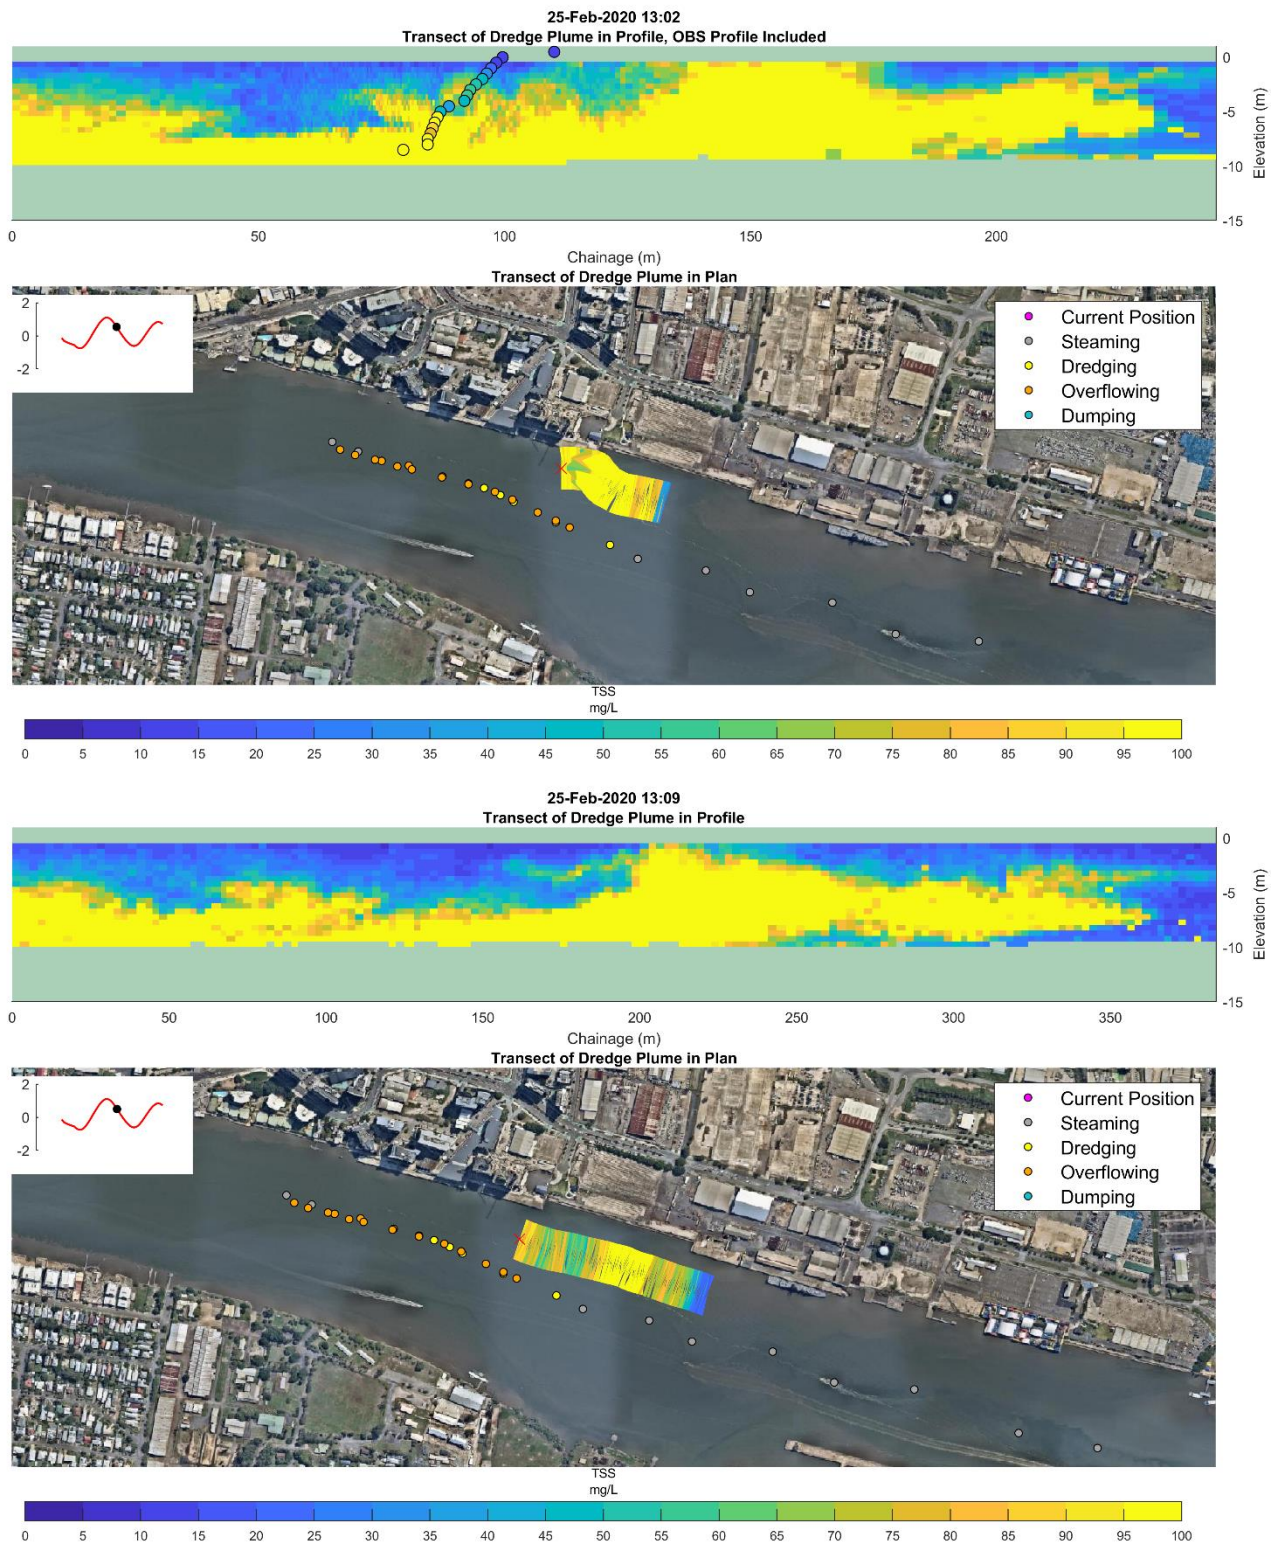 25-Feb-2020 13:02
Transect of Dredge Plume in Profile, OBS Profile Included
0
-5
-10
-15
Elevation (m)
0 50 100 150 200
Chainage (m)
Transect of Dredge Plume in Plan
2
0
-2
Current Position
Steaming
Dredging
Overflowing
Dumping
TSS
mg/L
0 5 10 15 20 25 30 35 40 45 50 55 60 65 70 75 80 85 90 95 100
25-Feb-2020 13:09
Transect of Dredge Plume in Profile
0
-5
-10
-15
Elevation (m)
0 50 100 150 200 250 300 350
Chainage (m)
Transect of Dredge Plume in Plan
2
0
-2
Current Position
Steaming
Dredging
Overflowing
Dumping
TSS
mg/L
0 5 10 15 20 25 30 35 40 45 50 55 60 65 70 75 80 85 90 95 100